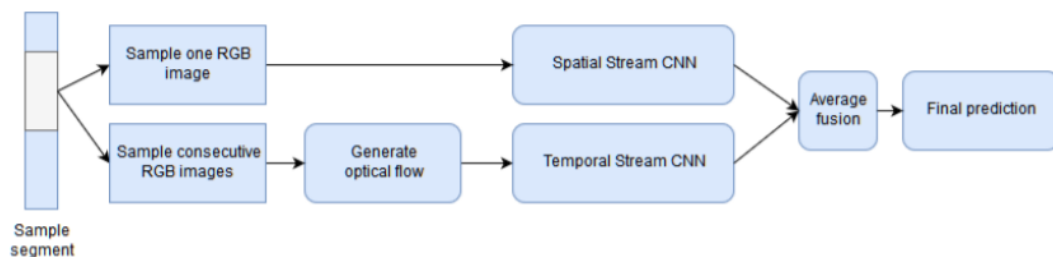 Sample one RGB
image
Spatial Stream CNN
Average
fusion
Final prediction
Sample consecutive
RGB images
Generate
optical flow
Temporal Stream CNN
Sample
segment